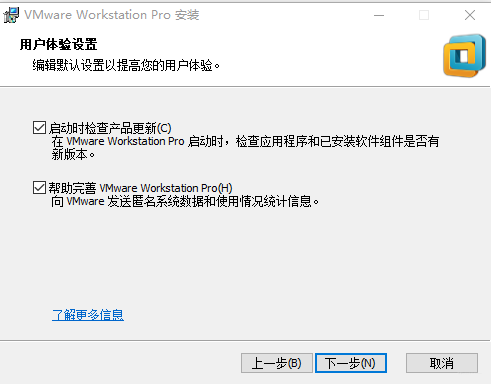 VMware Workstation Pro 安装
用户体验设置
编辑默认设置以提高您的用户体验。
启动时检查产品更新(C)
在 VMware Workstation Pro 启动时，检查应用程序和已安装软件组件是否有
新版本。
帮助完善 VMware Workstation Pro(H)
向 VMware 发送匿名系统数据和使用情况统计信息。
了解更多信息
上一步(B) 下一步(N) 取消